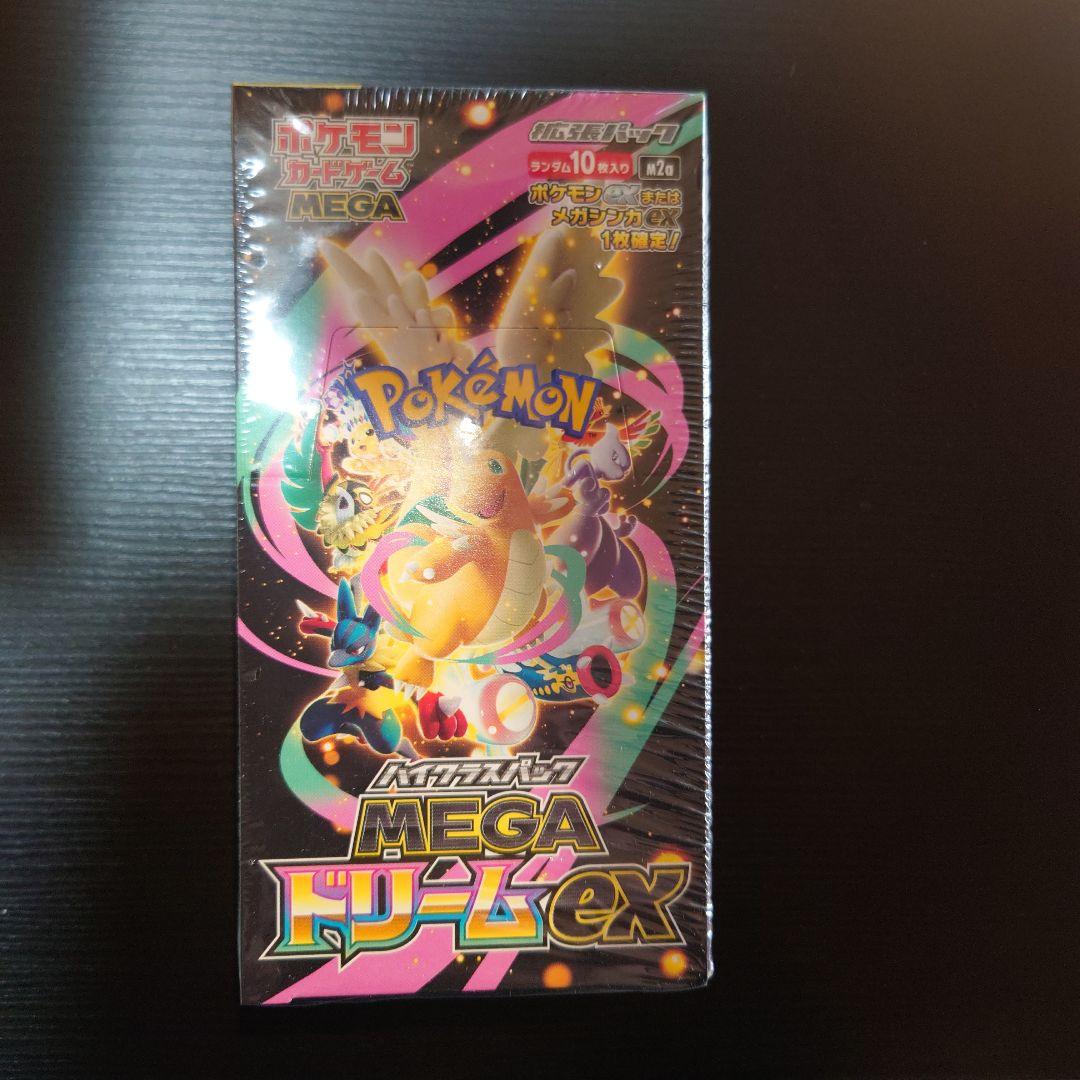 ポケモン
カードゲーム
MEGA
拡張パック
ランダム10枚入り
M2a
ポケモンexまたは
メガシンカex
1枚確定!
POKéMON
ハイクラスパック
MEGA
ドリームex